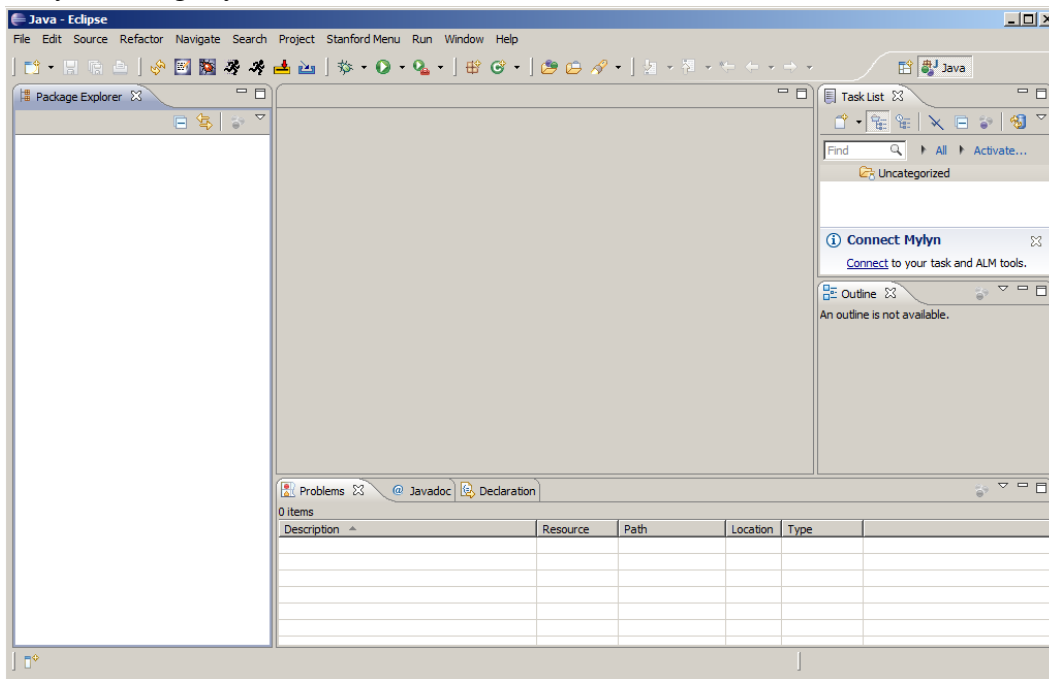 Java - Eclipse
File Edit Source Refactor Navigate Search Project Stanford Menu Run Window Help
Java
Package Explorer
Task List
Find All Activate...
Uncategorized
Connect Mylyn
Connect to your task and ALM tools.
Outline
An outline is not available.
Problems @ Javadoc Declaration
0 items
Description Resource Path Location Type